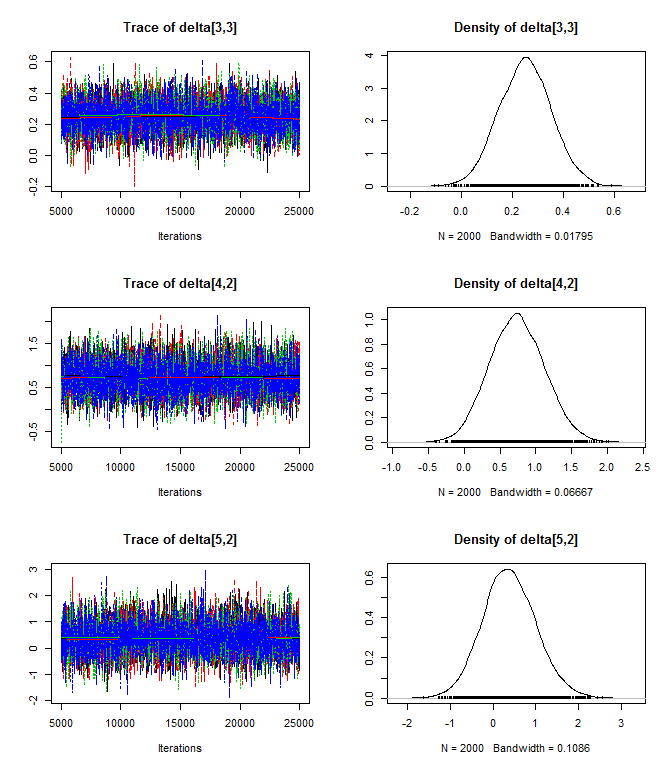 Trace of delta[3,3]
Density of delta[3,3]
-0.2 0.0 0.2 0.4 0.6
0 1 2 3 4
5000 10000 15000 20000 25000
-0.2 0.0 0.2 0.4 0.6
Iterations
N = 2000 Bandwidth = 0.01795
Trace of delta[4,2]
Density of delta[4,2]
-0.5 0.5 1.5
0.0 0.2 0.4 0.6 0.8 1.0
5000 10000 15000 20000 25000
-1.0 -0.5 0.0 0.5 1.0 1.5 2.0 2.5
Iterations
N = 2000 Bandwidth = 0.06667
Trace of delta[5,2]
Density of delta[5,2]
-2 -1 0 1 2 3
0.0 0.2 0.4 0.6
5000 10000 15000 20000 25000
-2 -1 0 1 2 3
Iterations
N = 2000 Bandwidth = 0.1086